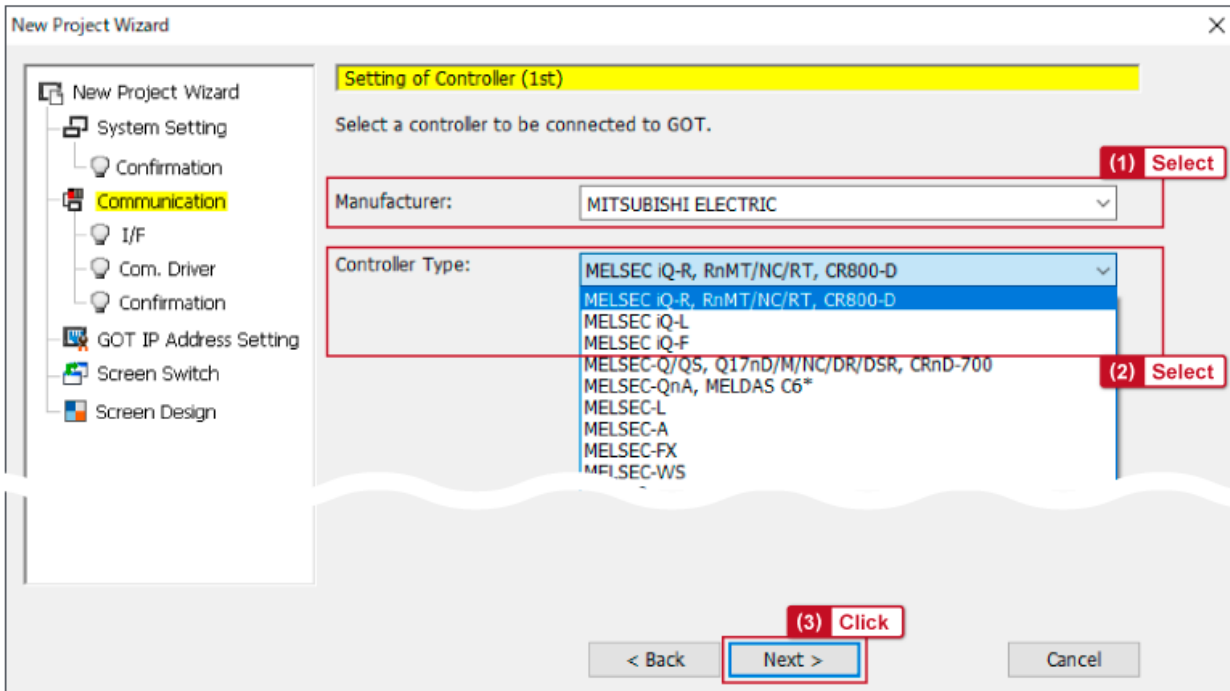 New Project Wizard
New Project Wizard
System Setting
Confirmation
Communication
I/F
Com. Driver
Confirmation
GOT IP Address Setting
Screen Switch
Screen Design
Setting of Controller (1st)
Select a controller to be connected to GOT.
(1) Select
Manufacturer: MITSUBISHI ELECTRIC
Controller Type: MELSEC iQ-R, RnMT/NC/RT, CR800-D
MELSEC iQ-R, RnMT/NC/RT, CR800-D
MELSEC iQ-L
MELSEC iQ-F
MELSEC-Q/QS, Q17nD/M/NC/DR/DSR, CRnD-700
(2) Select
MELSEC-QnA, MELDAS C6*
MELSEC-L
MELSEC-A
MELSEC-FX
MELSEC-WS
(3) Click
< Back
Next >
Cancel